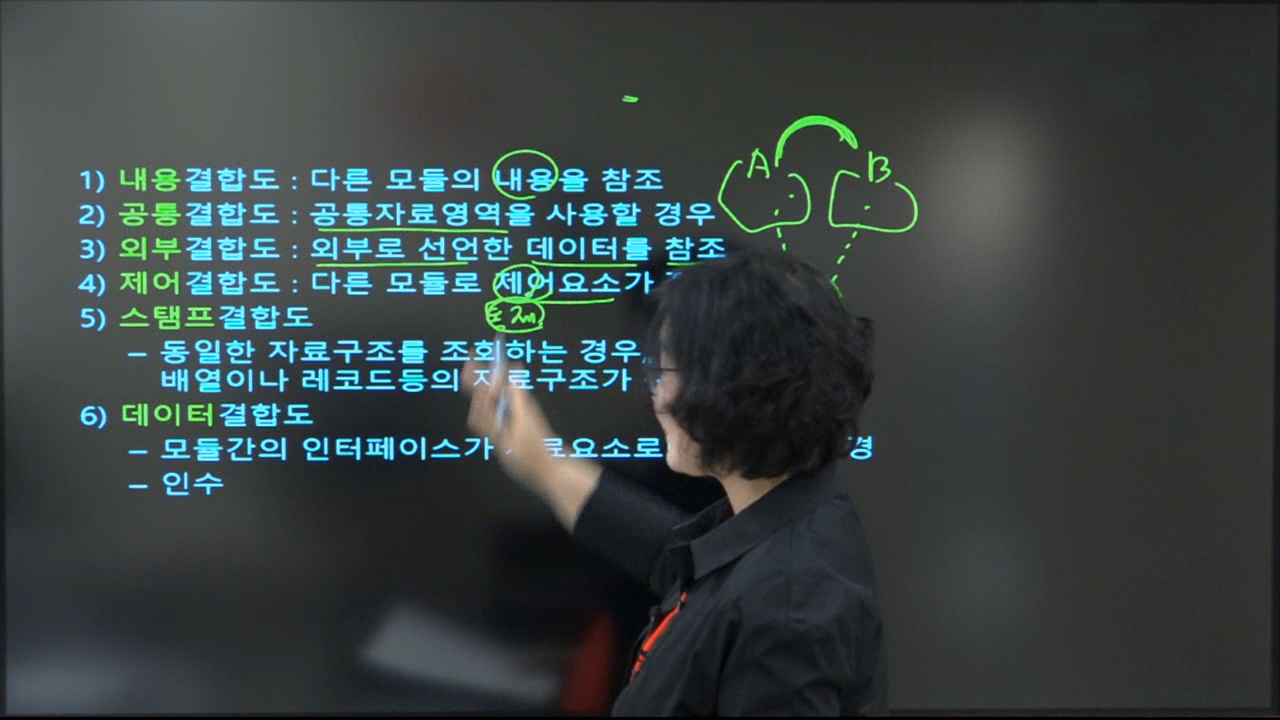 1) 내용결합도 : 다른 모듈의 내용을 참조
2) 공통결합도 : 공통자료영역을 사용할 경우
3) 외부결합도 : 외부로 선언한 데이터를 참조
4) 제어결합도 : 다른 모듈로 제어요소가
5) 스탬프결합도
– 동일한 자료구조를 조회하는 경우,
배열이나 레코드등의 자료구조가
6) 데이터결합도
– 모듈간의 인터페이스가 자료요소로
– 인수
A
B